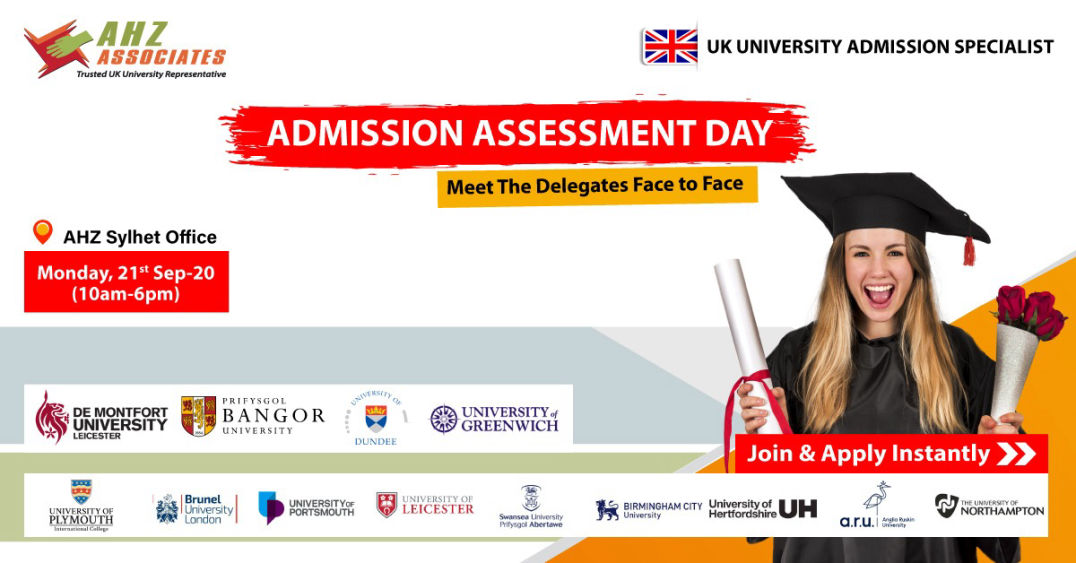 AHZ
ASSOCIATES
Trusted UK University Representative
UK UNIVERSITY ADMISSION SPECIALIST
ADMISSION ASSESSMENT DAY
Meet The Delegates Face to Face
AHZ Sylhet Office
Monday, 21st Sep-20
(10am-6pm)
DE MONTFORT
UNIVERSITY
LEICESTER
PRIFYSGOL
BANGOR
UNIVERSITY
UNIVERSITY OF
DUNDEE
UNIVERSITY of
GREENWICH
Join & Apply Instantly
UNIVERSITY OF
PLYMOUTH
International College
Brunel
University
London
UNIVERSITY OF
PORTSMOUTH
UNIVERSITY OF
LEICESTER
Swansea University
Prifysgol Abertawe
BIRMINGHAM CITY
University
University of
Hertfordshire UH
a.r.u.
Anglia Ruskin
University
THE UNIVERSITY OF
NORTHAMPTON